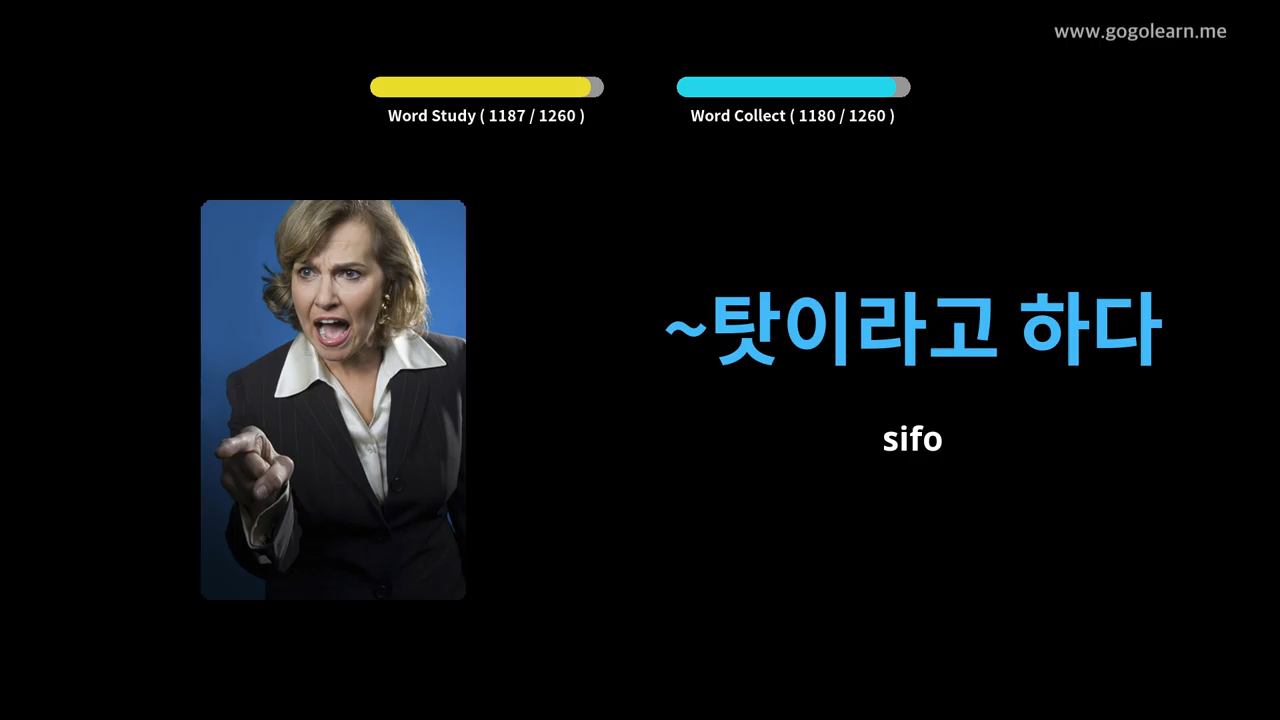 www.gogolearn.me
Word Study ( 1187 / 1260 )
Word Collect ( 1180 / 1260 )
~탓이라고 하다
sifo